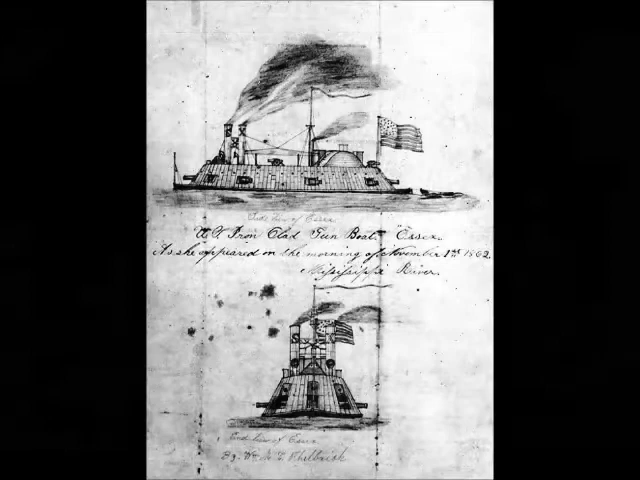 Side View of Essex.
U.S. Iron Clad Gun Boat. "Essex.
As she appeared on the morning of November 1st 1862.
Mississippi River.
End View of Essex.
By. Wm